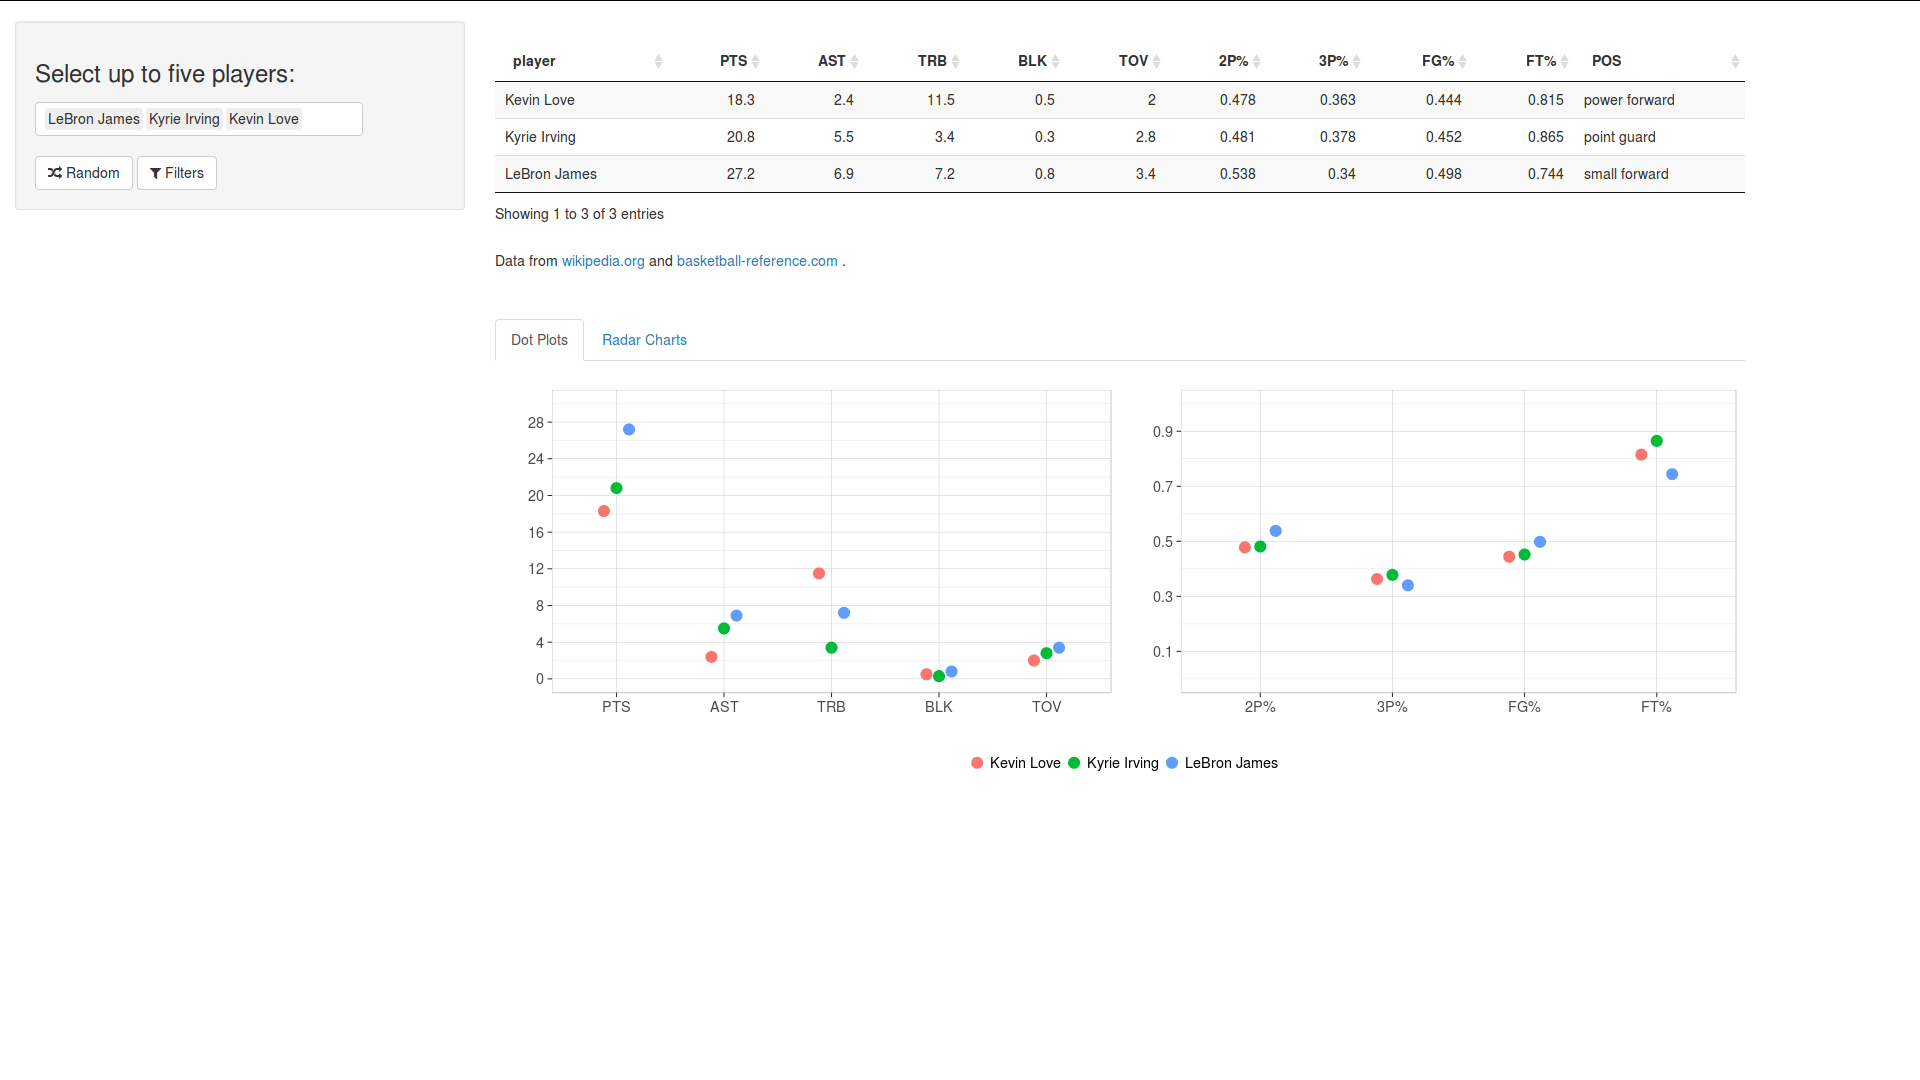 Select up to five players:
LeBron James Kyrie Irving Kevin Love
Random Filters
player PTS AST TRB BLK TOV 2P% 3P% FG% FT% POS
Kevin Love 18.3 2.4 11.5 0.5 2 0.478 0.363 0.444 0.815 power forward
Kyrie Irving 20.8 5.5 3.4 0.3 2.8 0.481 0.378 0.452 0.865 point guard
LeBron James 27.2 6.9 7.2 0.8 3.4 0.538 0.34 0.498 0.744 small forward
Showing 1 to 3 of 3 entries
Data from wikipedia.org and basketball-reference.com .
Dot Plots Radar Charts
28
24
20
16
12
8
4
0
PTS AST TRB BLK TOV
0.9
0.7
0.5
0.3
0.1
2P% 3P% FG% FT%
Kevin Love Kyrie Irving LeBron James